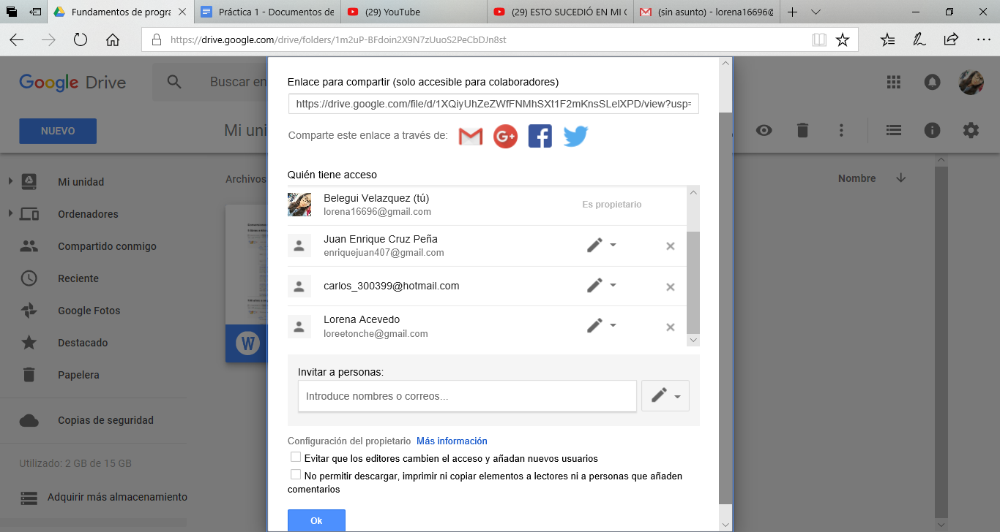 Fundamentos de progra
Práctica 1 - Documentos de
(29) YouTube
(29) ESTO SUCEDIÓ EN MI
(sin asunto) - lorena16696@
https://drive.google.com/drive/folders/1m2uP-BFdoin2X9N7zUuoS2PeCbDJn8st
Google Drive
Buscar en
NUEVO
Mi uni
Mi unidad
Ordenadores
Compartido conmigo
Reciente
Google Fotos
Destacado
Papelera
Copias de seguridad
Utilizado: 2 GB de 15 GB
Adquirir más almacenamiento
Archivos
W
Nombre
Enlace para compartir (solo accesible para colaboradores)
https://drive.google.com/file/d/1XQiyUhZeZWfFNMhSXt1F2mKnsSLelXPD/view?usp=
Comparte este enlace a través de:
Quién tiene acceso
Belegui Velazquez (tú)
lorena16696@gmail.com
Es propietario
Juan Enrique Cruz Peña
enriquejuan407@gmail.com
carlos_300399@hotmail.com
Lorena Acevedo
loreetonche@gmail.com
Invitar a personas:
Introduce nombres o correos...
Configuración del propietario Más información
Evitar que los editores cambien el acceso y añadan nuevos usuarios
No permitir descargar, imprimir ni copiar elementos a lectores ni a personas que añaden
comentarios
Ok